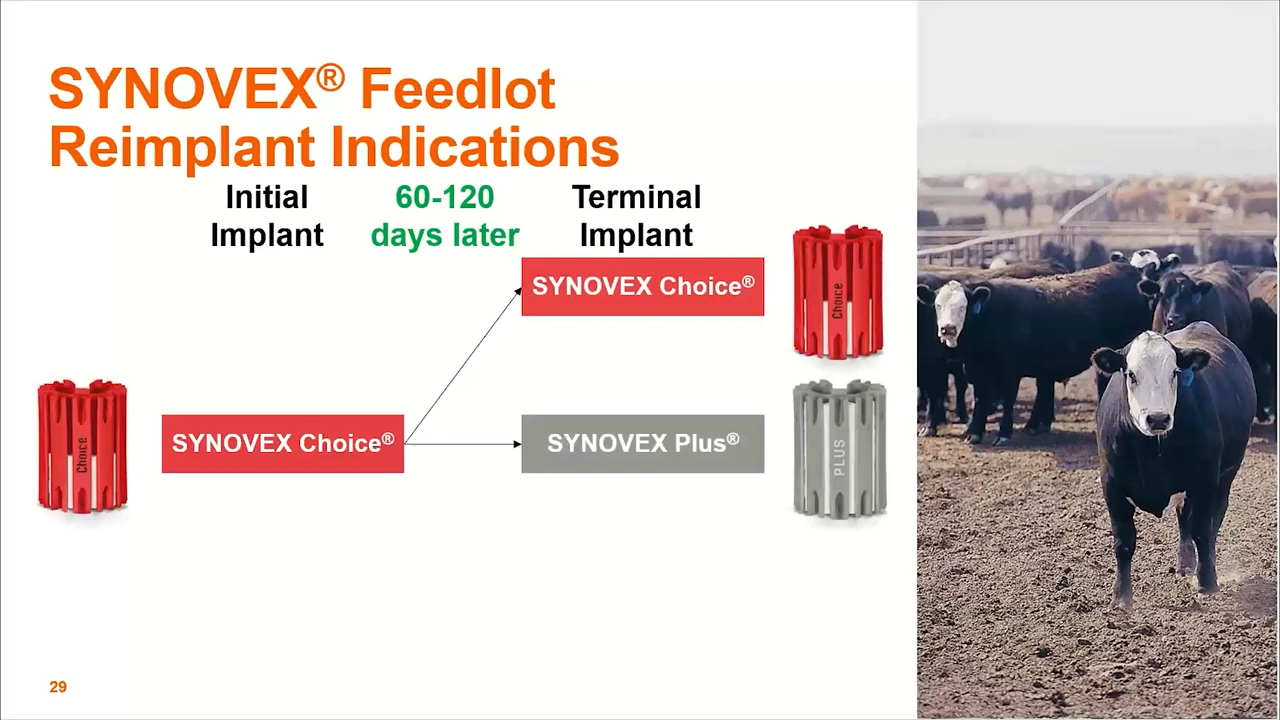 SYNOVEX® Feedlot
Reimplant Indications
Initial
Implant
60-120
days later
Terminal
Implant
SYNOVEX Choice®
Choice
Choice
SYNOVEX Choice®
SYNOVEX Plus®
PLUS
29